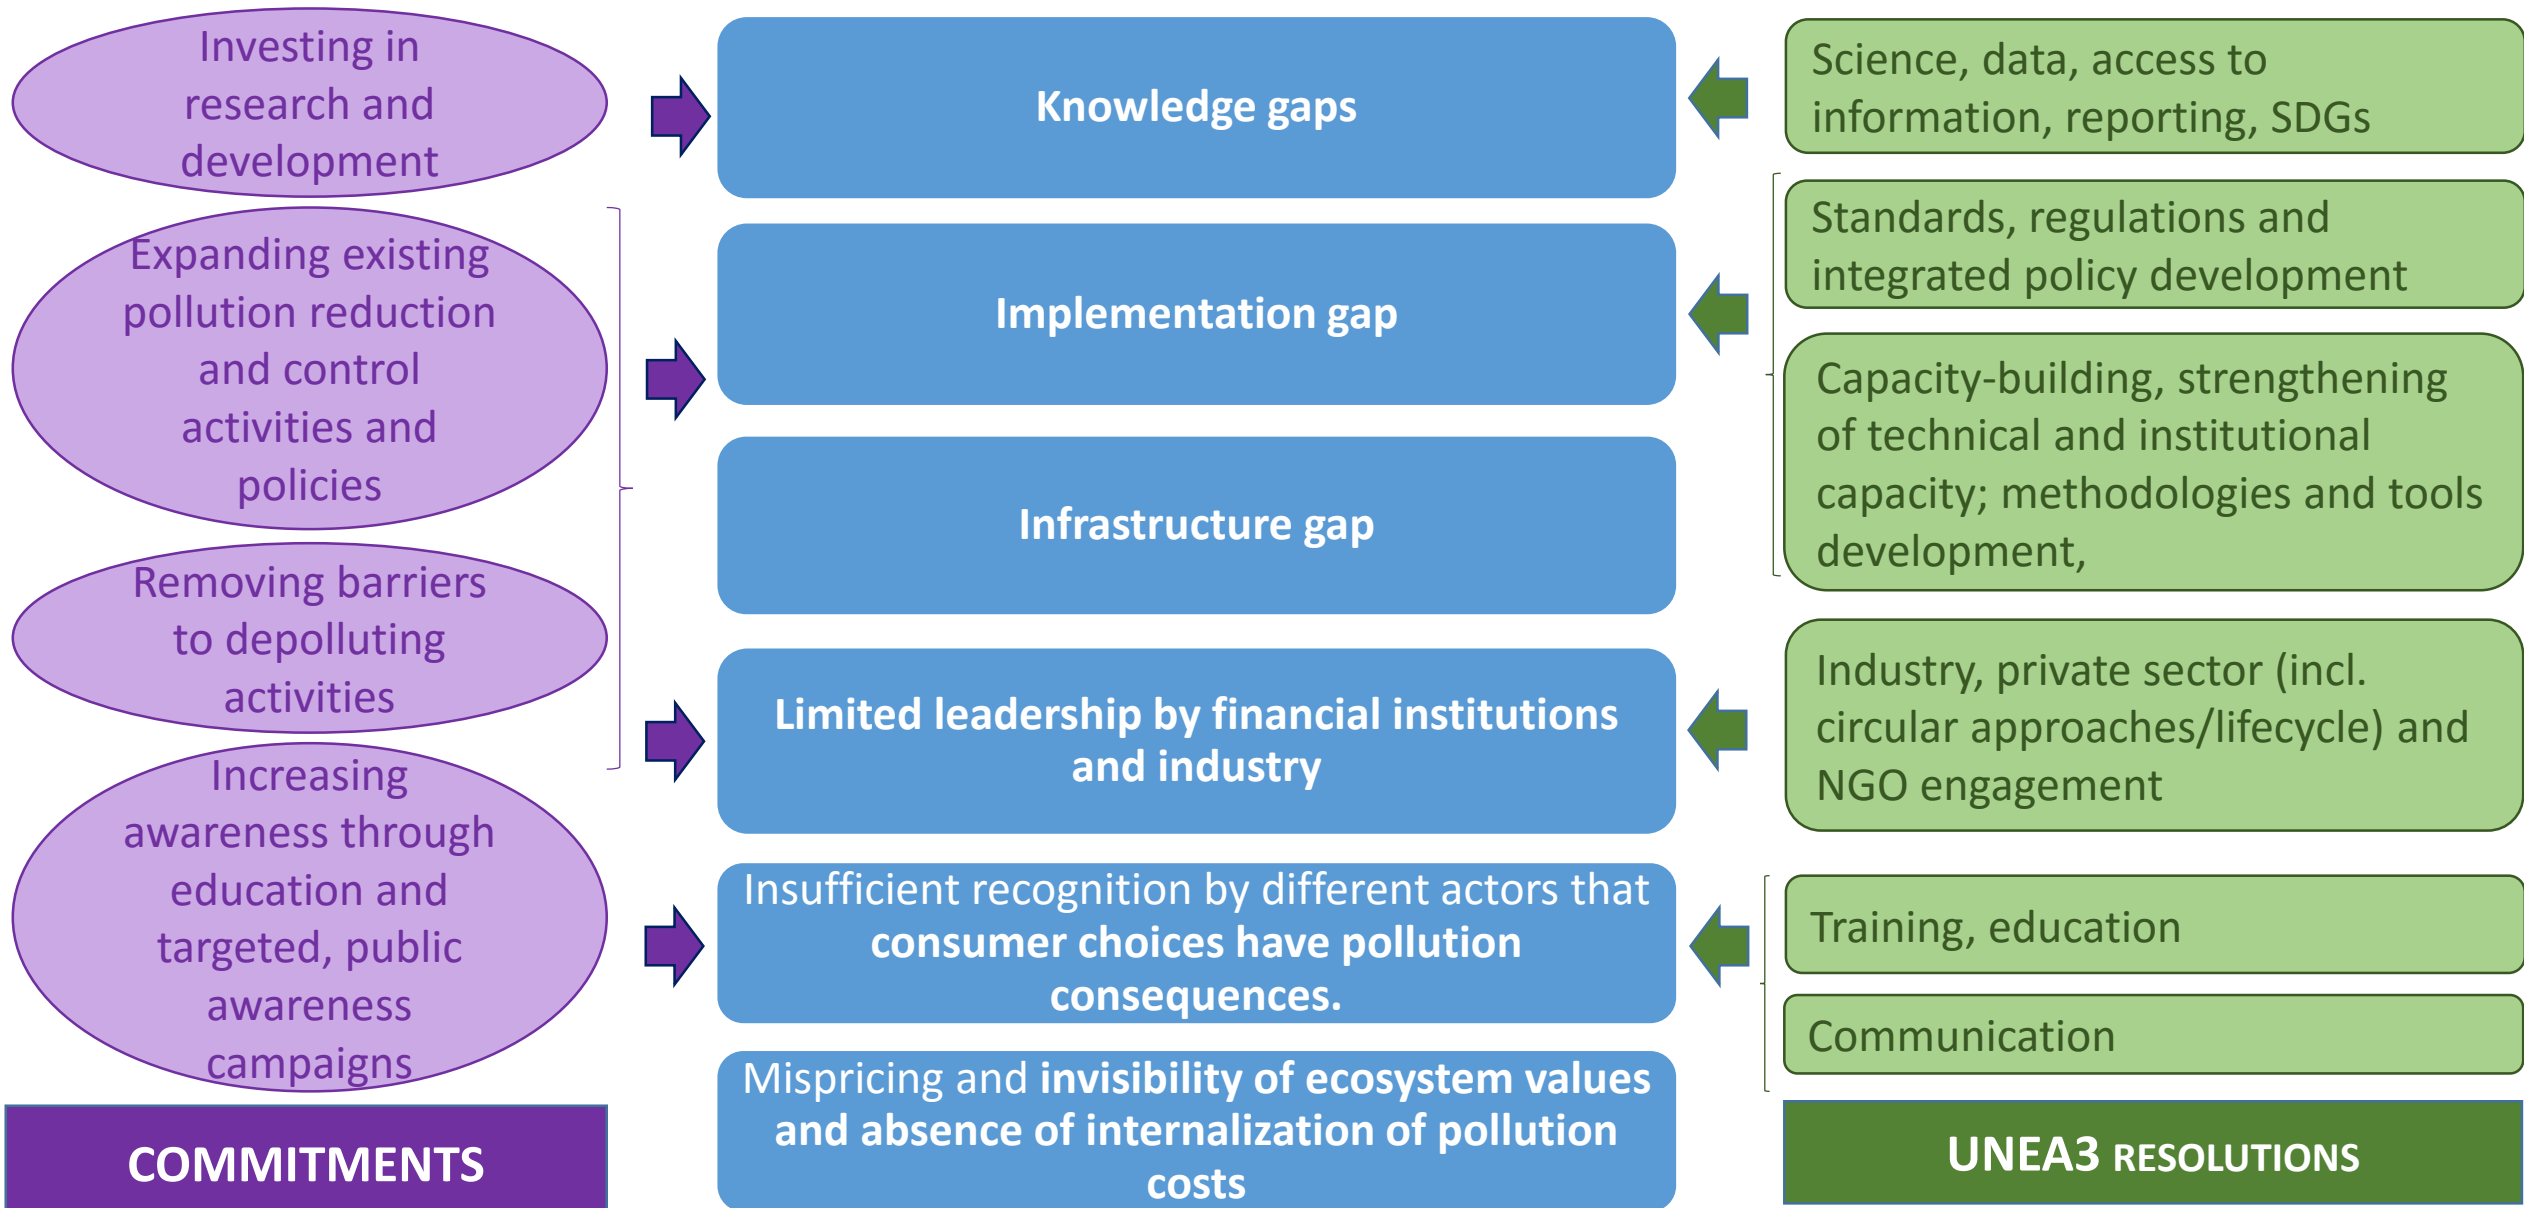 Investing in
research and
development
Expanding existing
pollution reduction
and control
activities and
policies
Removing barriers
to depolluting
activities
Increasing
awareness through
education and
targeted, public
awareness
campaigns
COMMITMENTS
Knowledge gaps
Implementation gap
Infrastructure gap
Limited leadership by financial institutions
and industry
Insufficient recognition by different actors that
consumer choices have pollution
consequences.
Mispricing and invisibility of ecosystem values
and absence of internalization of pollution
costs
Science, data, access to
information, reporting, SDGs
Standards, regulations and
integrated policy development
Capacity-building, strengthening
of technical and institutional
capacity; methodologies and tools
development,
Industry, private sector (incl.
circular approaches/lifecycle) and
NGO engagement
Training, education
Communication
UNEA3 RESOLUTIONS